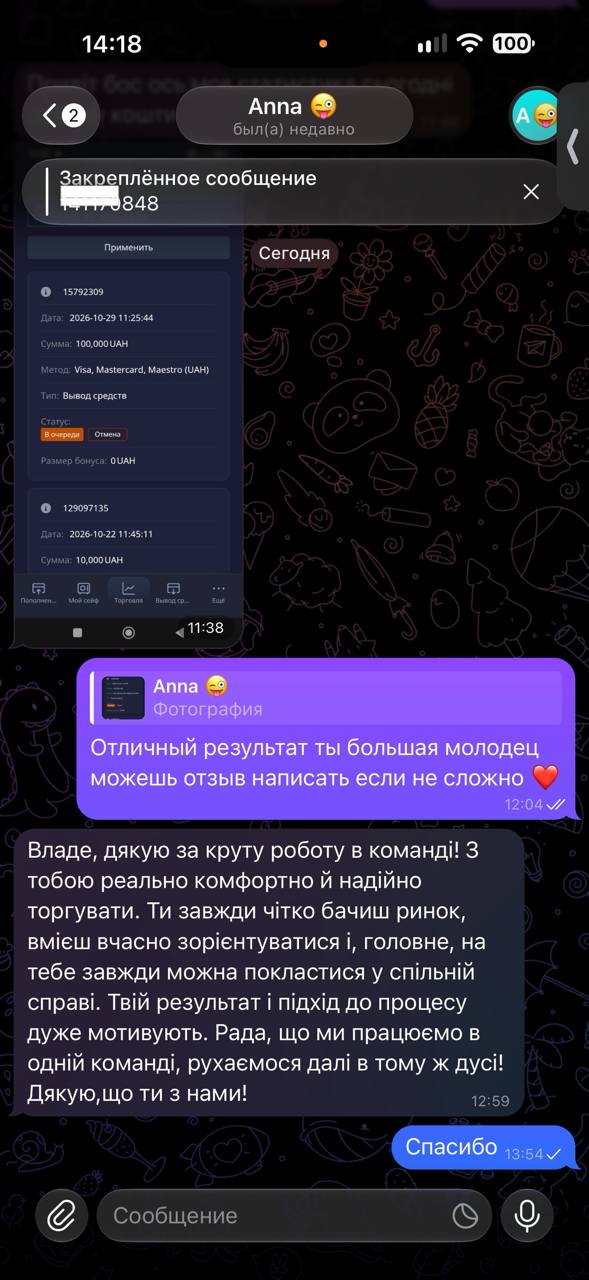 14:18
100
2
Anna 😜
был(а) недавно
A😜
Закреплённое сообщение
0848
Применить
Сегодня
15792309
Дата: 2026-10-29 11:25:44
Сумма: 100,000 UAH
Метод: Visa, Mastercard, Maestro (UAH)
Тип: Вывод средств
Статус:
В очереди Отмена
Размер бонуса: 0 UAH
129097135
Дата: 2026-10-22 11:45:11
Сумма: 10,000 UAH
Пополнен... Мой сейф Торговля Вывод ср... Ещё
11:38
Anna 😜
Фотография
Отличный результат ты большая молодец
можешь отзыв написать если не сложно ❤️
12:04
Владе, дякую за круту роботу в команді! З
тобою реально комфортно й надійно
торгувати. Ти завжди чітко бачиш ринок,
вмієш вчасно зорієнтуватися і, головне, на
тебе завжди можна покластися у спільній
справі. Твій результат і підхід до процесу
дуже мотивують. Рада, що ми працюємо в
одній команді, рухаємося далі в тому ж дусі!
Дякую,що ти з нами!
12:59
Спасибо 13:54
Сообщение